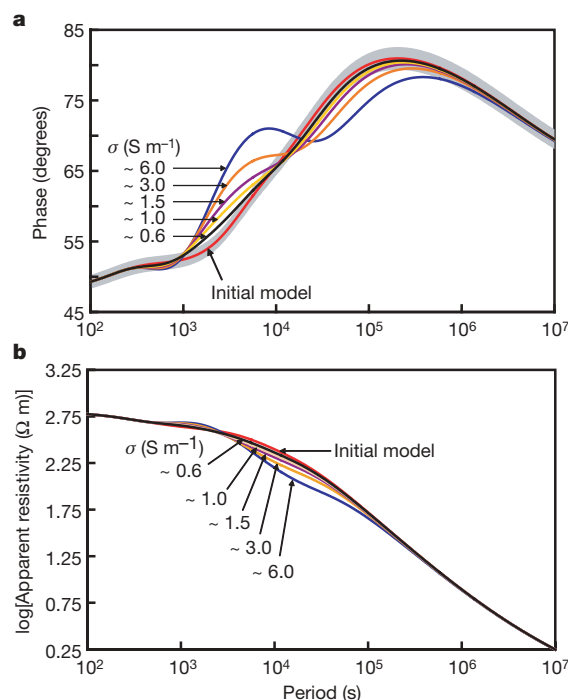 a
85
75
65
55
45
Phase (degrees)
σ (S m⁻¹)
~ 6.0
~ 3.0
~ 1.5
~ 1.0
~ 0.6
Initial model
10² 10³ 10⁴ 10⁵ 10⁶ 10⁷
b
3.25
2.75
2.25
1.75
1.25
0.75
0.25
log[Apparent resistivity (Ω m)]
σ (S m⁻¹)
~ 0.6
~ 1.0
~ 1.5
~ 3.0
~ 6.0
Initial model
10² 10³ 10⁴ 10⁵ 10⁶ 10⁷
Period (s)